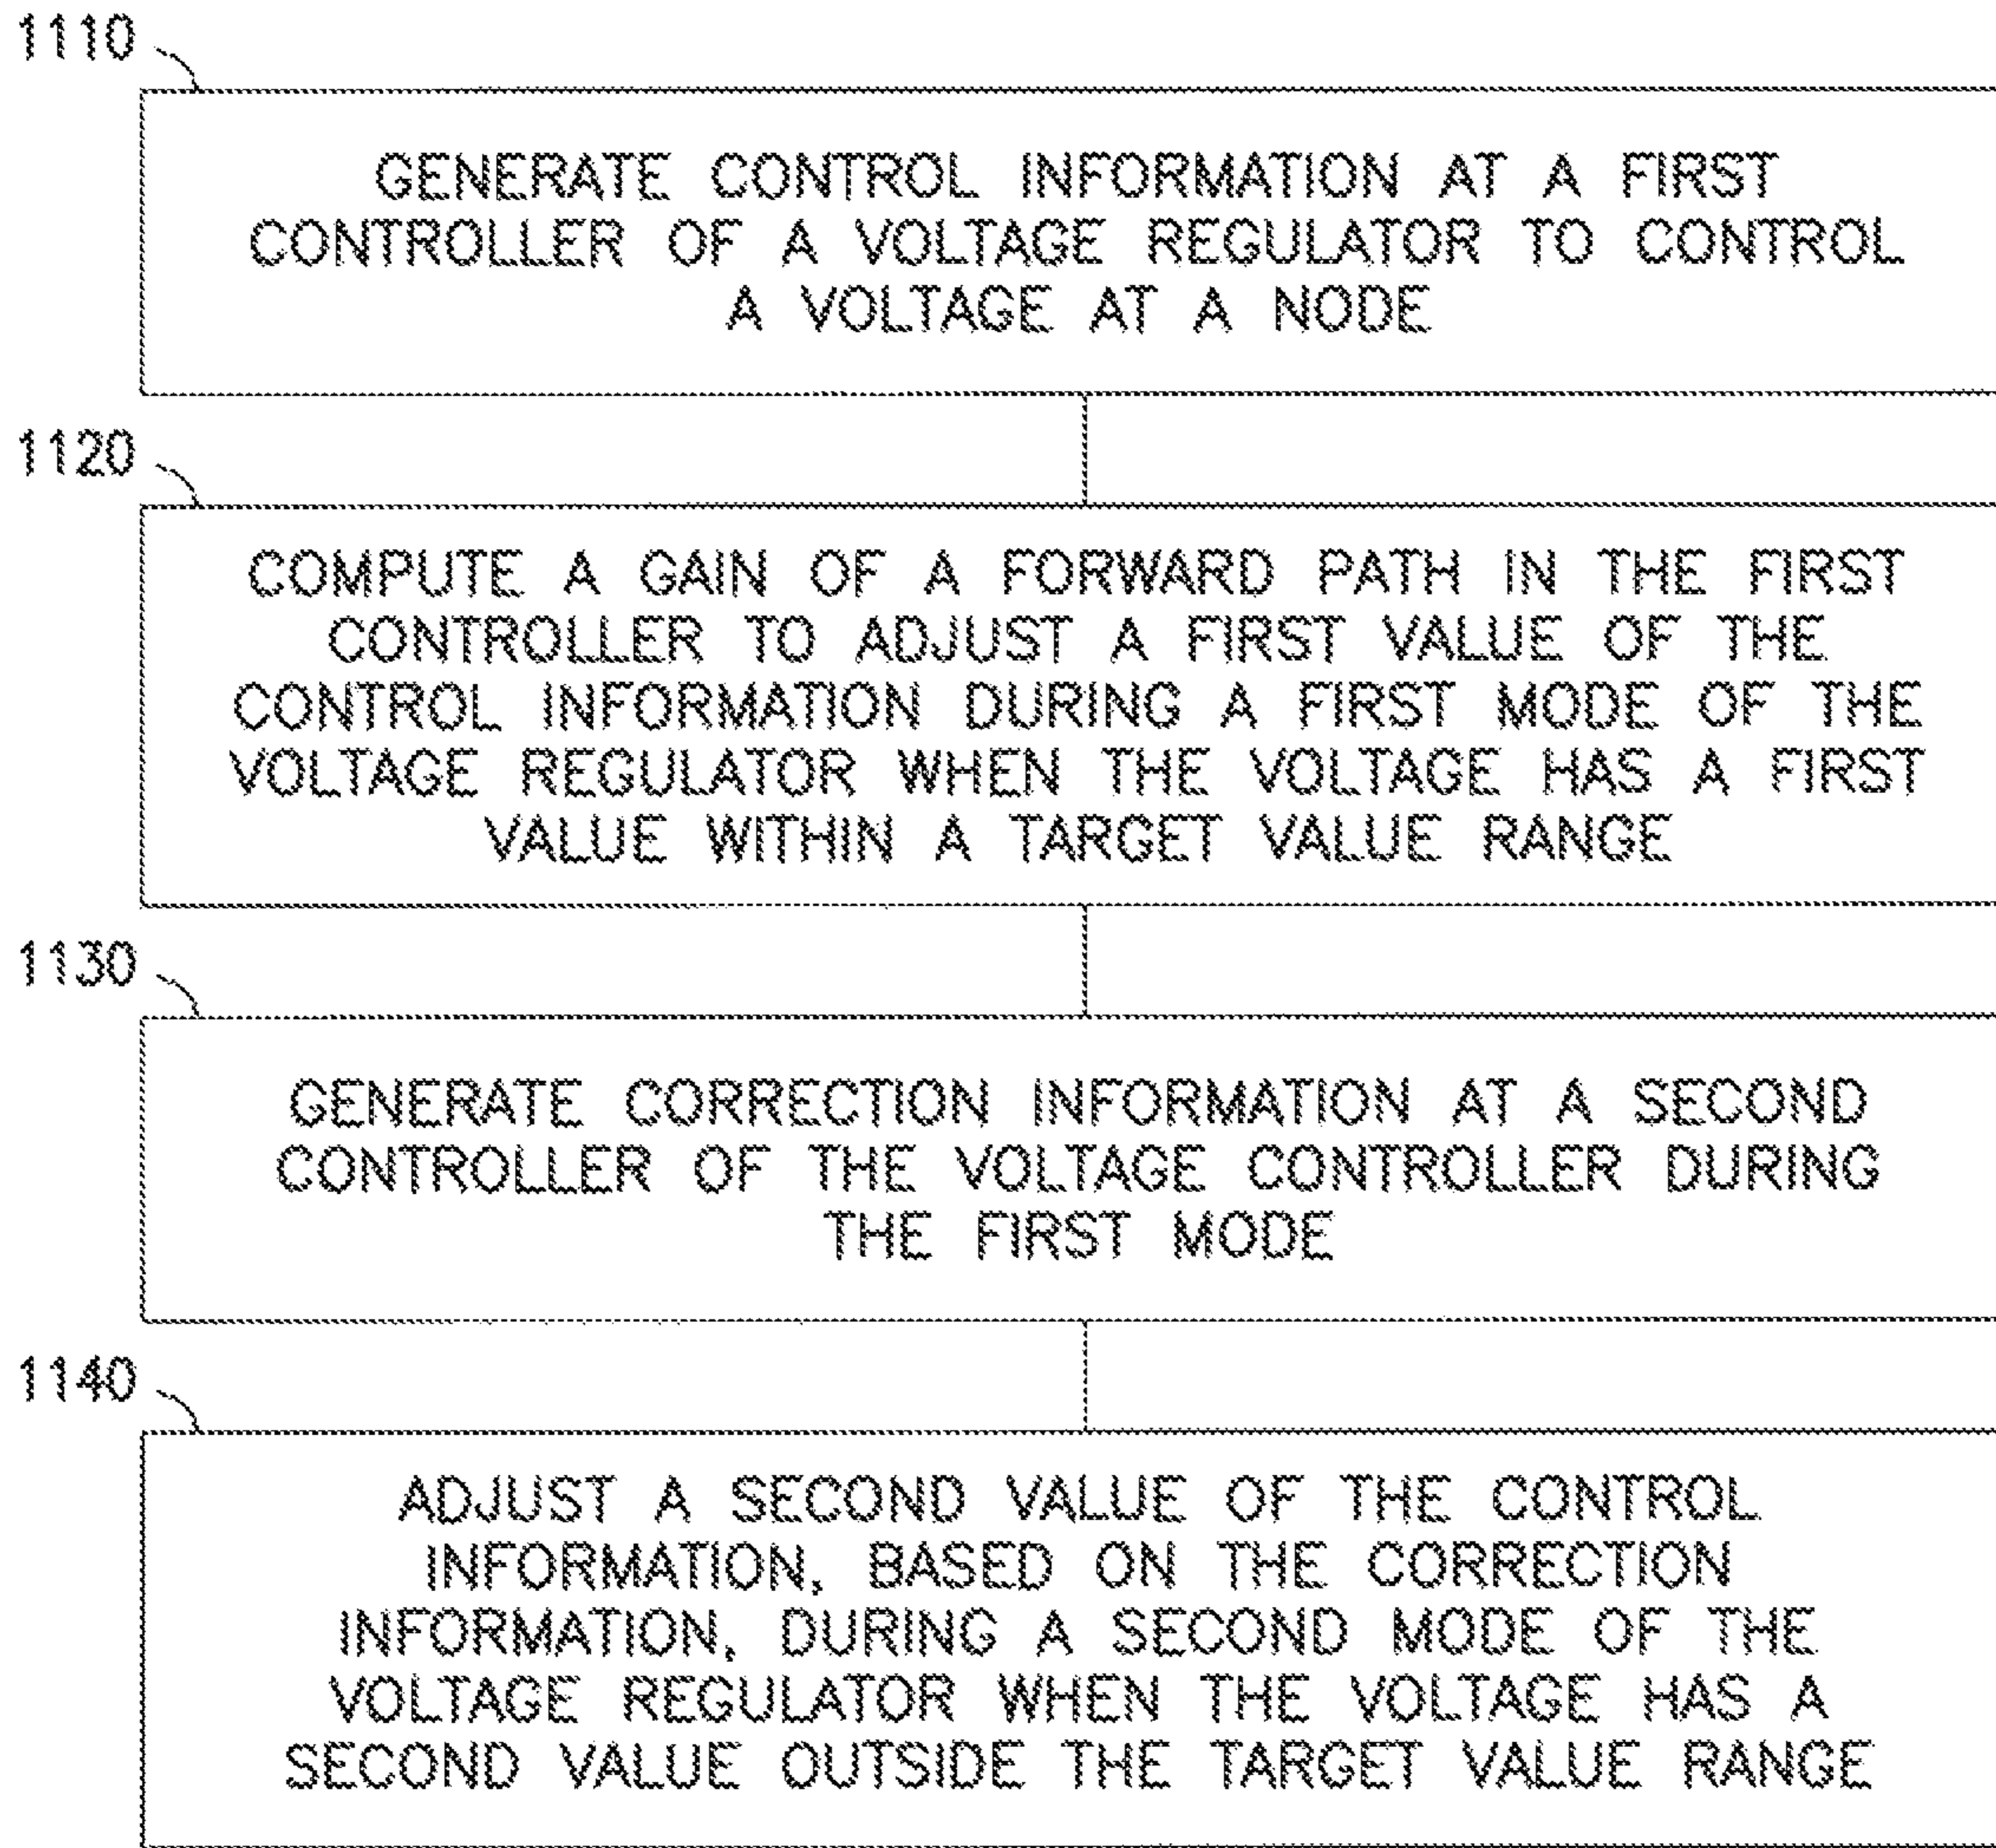 1110
GENERATE CONTROL INFORMATION AT A FIRST
CONTROLLER OF A VOLTAGE REGULATOR TO CONTROL
A VOLTAGE AT A NODE
1120
COMPUTE A GAIN OF A FORWARD PATH IN THE FIRST
CONTROLLER TO ADJUST A FIRST VALUE OF THE
CONTROL INFORMATION DURING A FIRST MODE OF THE
VOLTAGE REGULATOR WHEN THE VOLTAGE HAS A FIRST
VALUE WITHIN A TARGET VALUE RANGE
1130
GENERATE CORRECTION INFORMATION AT A SECOND
CONTROLLER OF THE VOLTAGE CONTROLLER DURING
THE FIRST MODE
1140
ADJUST A SECOND VALUE OF THE CONTROL
INFORMATION, BASED ON THE CORRECTION
INFORMATION, DURING A SECOND MODE OF THE
VOLTAGE REGULATOR WHEN THE VOLTAGE HAS A
SECOND VALUE OUTSIDE THE TARGET VALUE RANGE